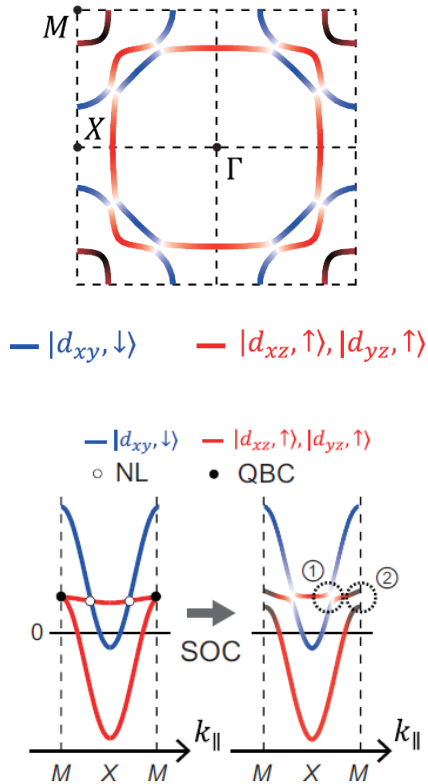 M
X
Γ
|d_xy, ↓⟩ |d_xz, ↑⟩, |d_yz, ↑⟩
|d_xy, ↓⟩ |d_xz, ↑⟩, |d_yz, ↑⟩
NL QBC
① ②
0
SOC
k_∥ k_∥
M X M M X M